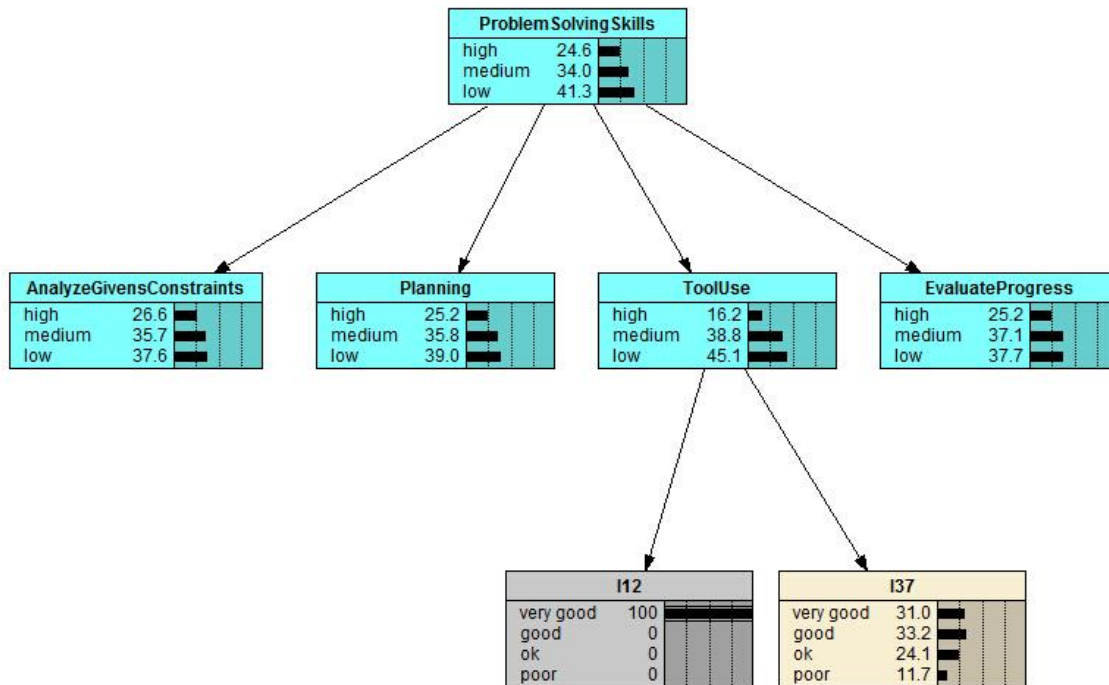 ProblemSolvingSkills
high 24.6
medium 34.0
low 41.3
AnalyzeGivensConstraints
high 26.6
medium 35.7
low 37.6
Planning
high 25.2
medium 35.8
low 39.0
ToolUse
high 16.2
medium 38.8
low 45.1
EvaluateProgress
high 25.2
medium 37.1
low 37.7
I12
very good 100
good 0
ok 0
poor 0
I37
very good 31.0
good 33.2
ok 24.1
poor 11.7